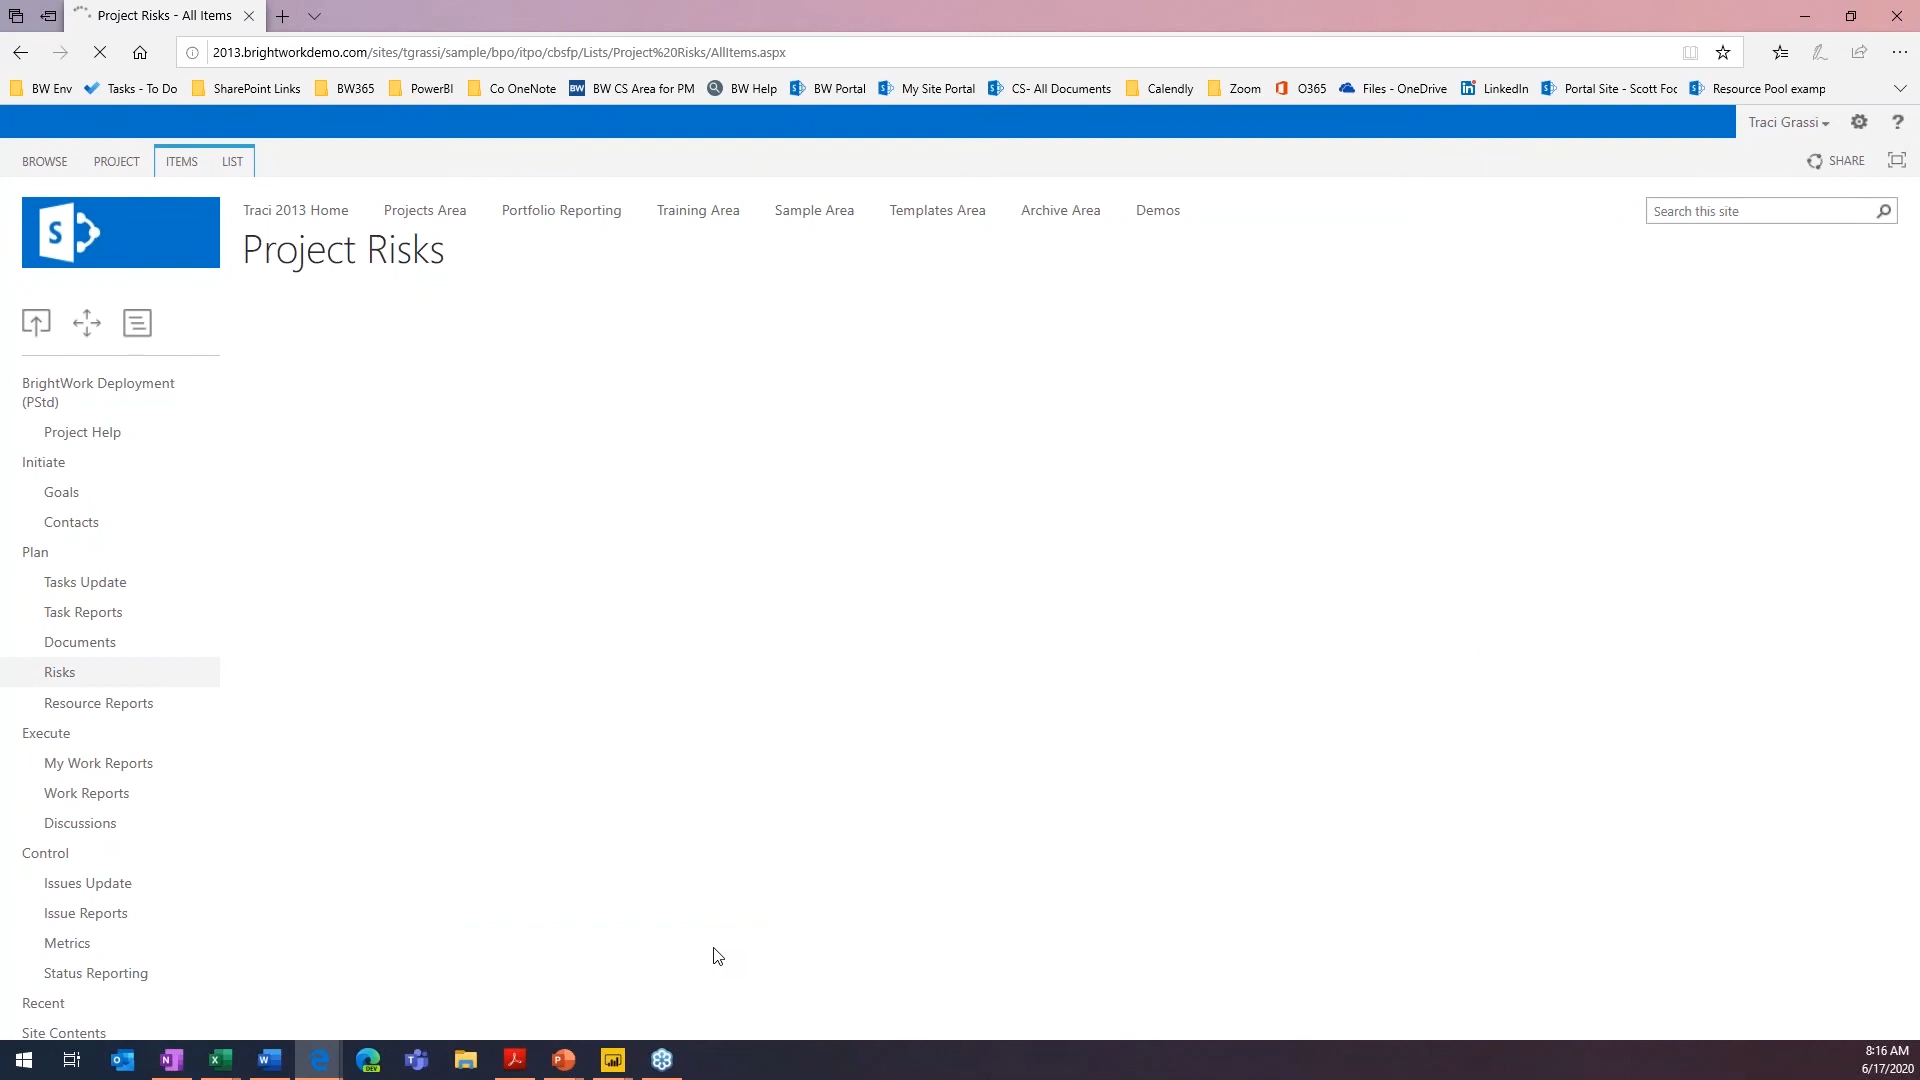 Project Risks - All Items
2013.brightworkdemo.com/sites/tgrassi/sample/bpo/itpo/cbsfp/Lists/Project%20Risks/AllItems.aspx
BW Env Tasks - To Do SharePoint Links BW365 PowerBI Co OneNote BW BW CS Area for PM BW Help BW Portal My Site Portal CS- All Documents Calendly Zoom O365 Files - OneDrive LinkedIn Portal Site - Scott Foc Resource Pool examp
Traci Grassi ?
BROWSE PROJECT ITEMS LIST SHARE
S
Traci 2013 Home Projects Area Portfolio Reporting Training Area Sample Area Templates Area Archive Area Demos Search this site
Project Risks
BrightWork Deployment
(PStd)
Project Help
Initiate
Goals
Contacts
Plan
Tasks Update
Task Reports
Documents
Risks
Resource Reports
Execute
My Work Reports
Work Reports
Discussions
Control
Issues Update
Issue Reports
Metrics
Status Reporting
Recent
Site Contents
8:16 AM
6/17/2020